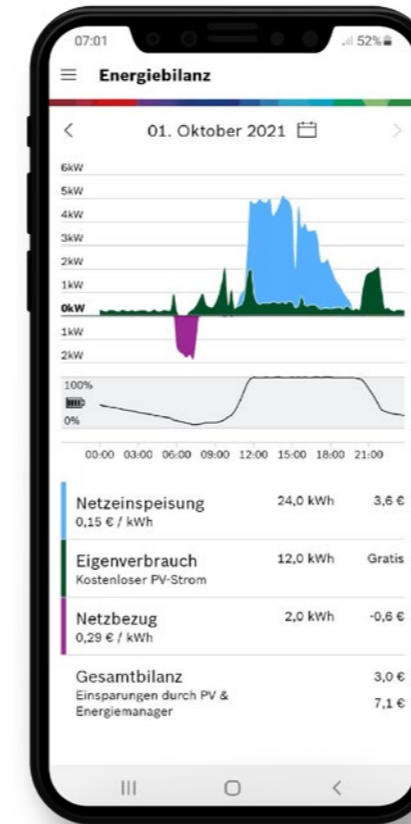 07:01 52%
Energiebilanz
01. Oktober 2021
6kW
5kW
4kW
3kW
2kW
1kW
0kW
1kW
2kW
100%
0%
00:00 03:00 06:00 09:00 12:00 15:00 18:00 21:00
Netzeinspeisung 24,0 kWh 3,6 €
0,15 € / kWh
Eigenverbrauch 12,0 kWh Gratis
Kostenloser PV-Strom
Netzbezug 2,0 kWh -0,6 €
0,29 € / kWh
Gesamtbilanz 3,0 €
Einsparungen durch PV & 7,1 €
Energiemanager